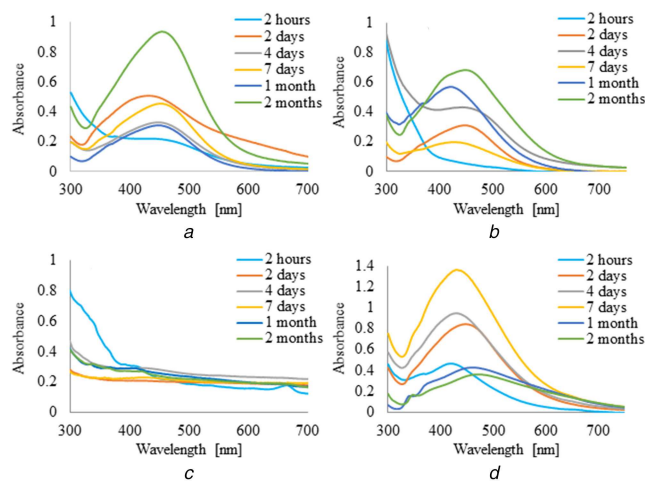 Absorbance
1
0.8
0.6
0.4
0.2
0
300 400 500 600 700
Wavelength [nm]
2 hours
2 days
4 days
7 days
1 month
2 months
a
Absorbance
1
0.8
0.6
0.4
0.2
0
300 400 500 600 700
Wavelength [nm]
2 hours
2 days
4 days
7 days
1 month
2 months
b
Absorbance
1
0.8
0.6
0.4
0.2
0
300 400 500 600 700
Wavelength [nm]
2 hours
2 days
4 days
7 days
1 month
2 months
c
Absorbance
1.4
1.2
1
0.8
0.6
0.4
0.2
0
300 400 500 600 700
Wavelength [nm]
2 hours
2 days
4 days
7 days
1 month
2 months
d